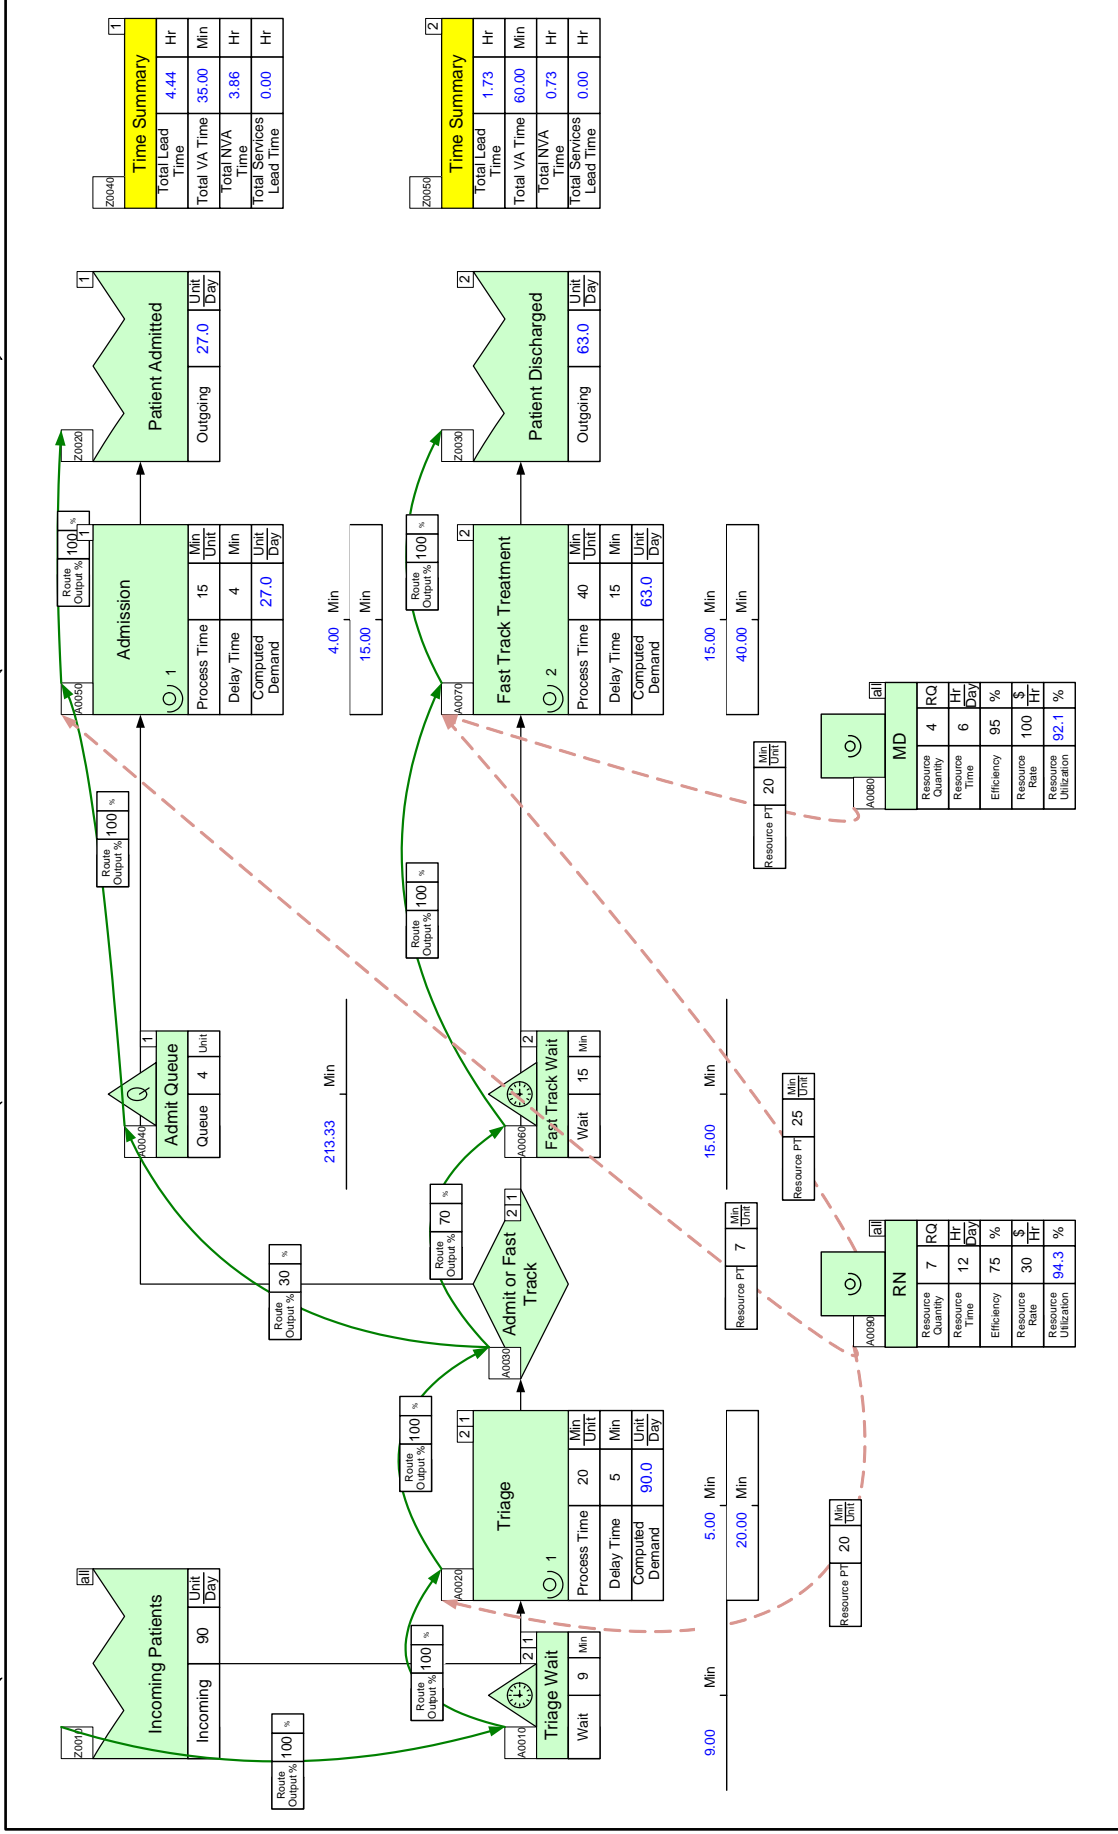 Z0010
all
Incoming Patients
Incoming 90 Unit
Day
Route
Output % 100 %
A0010
2 1
Triage Wait
Wait 9 Min
9.00 Min
Route
Output % 100 %
A0020
2 1
Triage
1
Process Time 20 Min
Unit
Delay Time 5 Min
Computed
Demand 90.0 Unit
Day
5.00 Min
20.00 Min
Route
Output % 100 %
A0030
2 1
Admit or Fast
Track
Route
Output % 30 %
Route
Output % 70 %
A0040
1
Q
Admit Queue
Queue 4 Unit
213.33 Min
A0060
2
Fast Track Wait
Wait 15 Min
15.00 Min
Route
Output % 100 %
Route
Output % 100 %
A0050
1
Admission
1
Process Time 15 Min
Unit
Delay Time 4 Min
Computed
Demand 27.0 Unit
Day
4.00 Min
15.00 Min
A0070
2
Fast Track Treatment
2
Process Time 40 Min
Unit
Delay Time 15 Min
Computed
Demand 63.0 Unit
Day
15.00 Min
40.00 Min
Route
Output % 100 %
Route
Output % 100 %
Z0020
1
Patient Admitted
Outgoing 27.0 Unit
Day
Z0030
2
Patient Discharged
Outgoing 63.0 Unit
Day
Z0040
1
Time Summary
Total Lead
Time 4.44 Hr
Total VA Time 35.00 Min
Total NVA
Time 3.86 Hr
Total Services
Lead Time 0.00 Hr
Z0050
2
Time Summary
Total Lead
Time 1.73 Hr
Total VA Time 60.00 Min
Total NVA
Time 0.73 Hr
Total Services
Lead Time 0.00 Hr
Resource PT 20 Min
Unit
Resource PT 7 Min
Unit
Resource PT 25 Min
Unit
Resource PT 20 Min
Unit
A0090
all
RN
Resource
Quantity 7 RQ
Resource
Time 12 Hr
Day
Efficiency 75 %
Resource
Rate 30 $
Hr
Resource
Utilization 94.3 %
A0080
all
MD
Resource
Quantity 4 RQ
Resource
Time 6 Hr
Day
Efficiency 95 %
Resource
Rate 100 $
Hr
Resource
Utilization 92.1 %